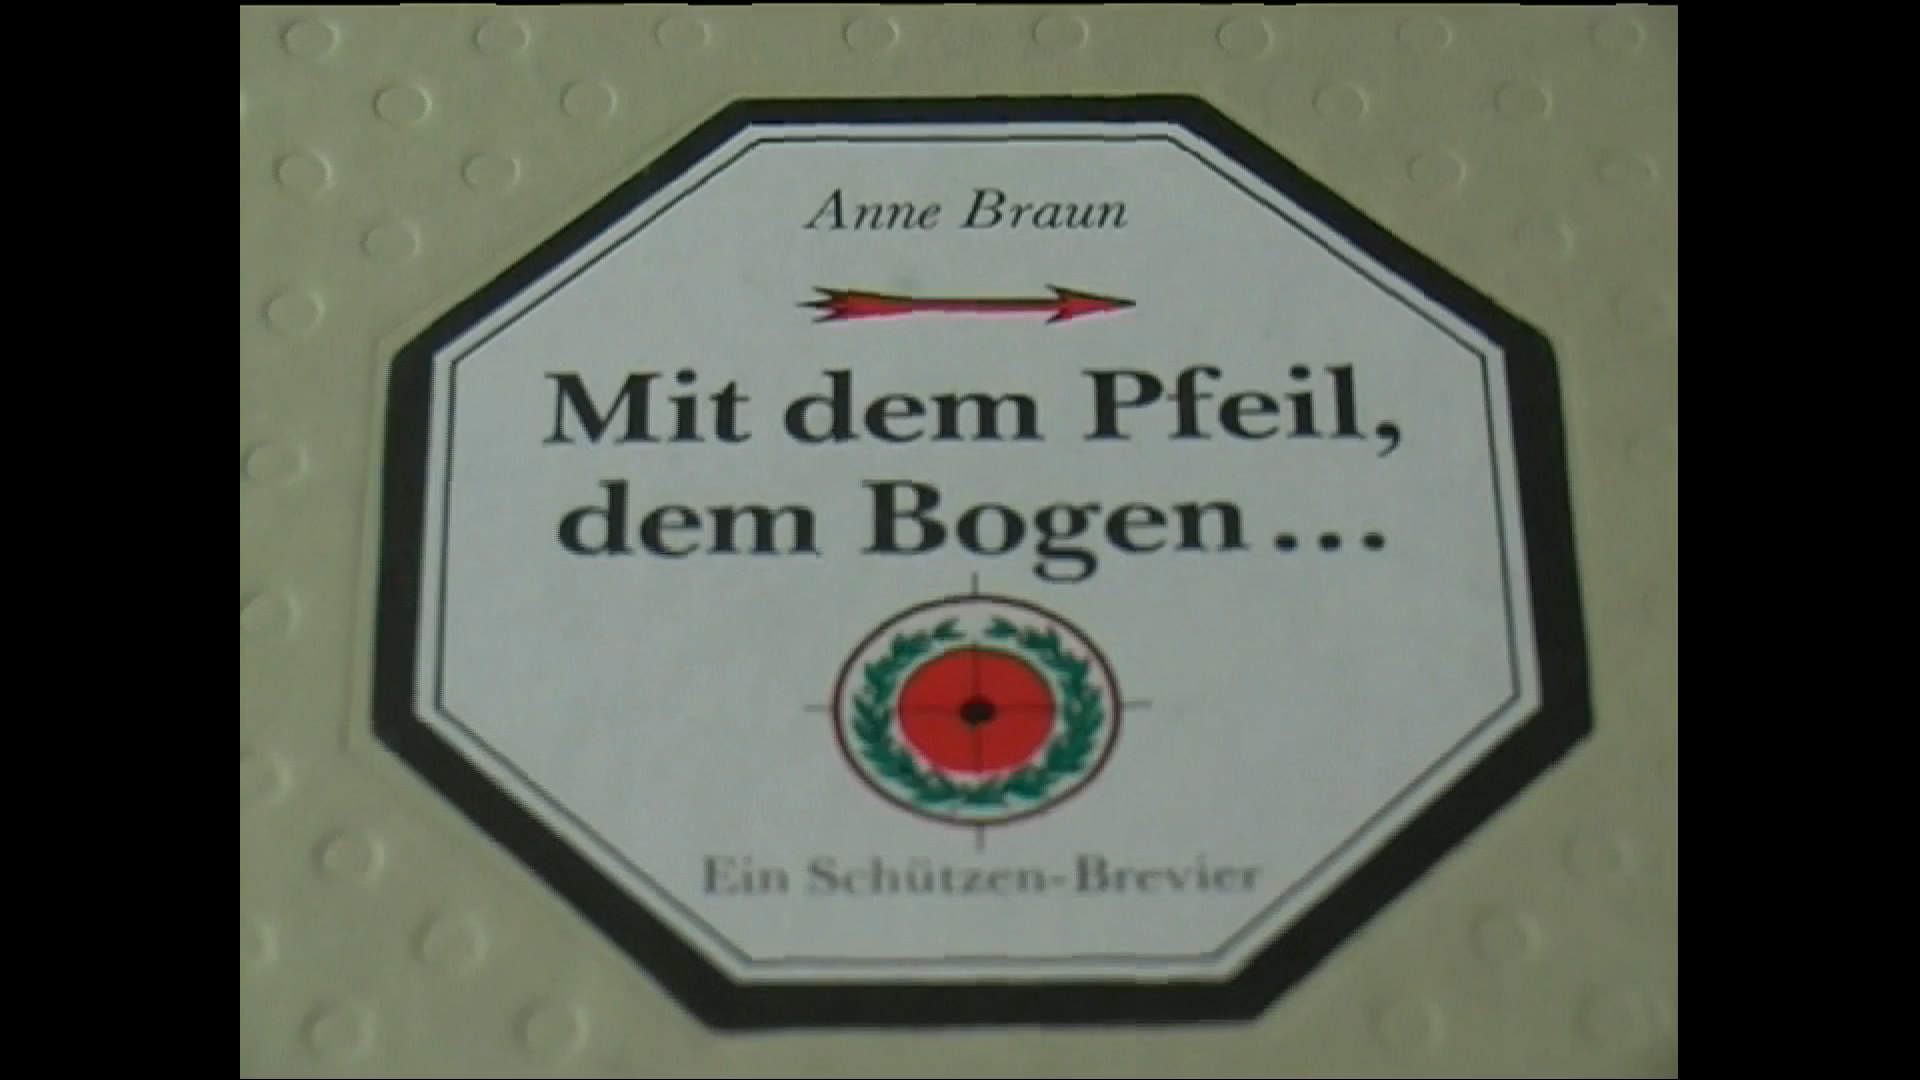 Anne Braun
Mit dem Pfeil,
dem Bogen...
Ein Schützen-Brevier